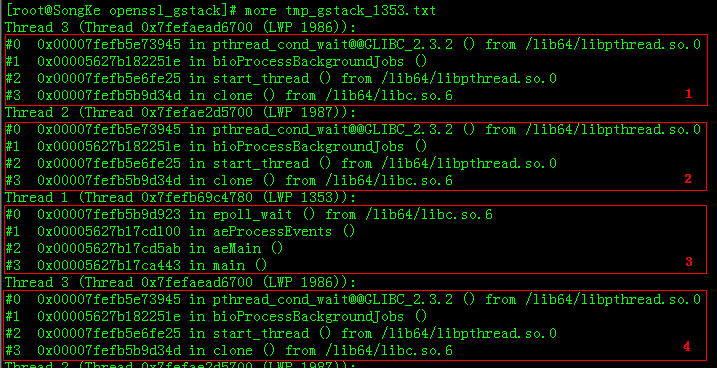 [root@SongKe openssl_gstack]# more tmp_gstack_1353.txt
Thread 3 (Thread 0x7fefaead6700 (LWP 1986)):
#0  0x00007fefb5e73945 in pthread_cond_wait@@GLIBC_2.3.2 () from /lib64/libpthread.so.0
#1  0x00005627b182251e in bioProcessBackgroundJobs ()
#2  0x00007fefb5e6fe25 in start_thread () from /lib64/libpthread.so.0
#3  0x00007fefb5b9d34d in clone () from /lib64/libc.so.6
1
Thread 2 (Thread 0x7fefae2d5700 (LWP 1987)):
#0  0x00007fefb5e73945 in pthread_cond_wait@@GLIBC_2.3.2 () from /lib64/libpthread.so.0
#1  0x00005627b182251e in bioProcessBackgroundJobs ()
#2  0x00007fefb5e6fe25 in start_thread () from /lib64/libpthread.so.0
#3  0x00007fefb5b9d34d in clone () from /lib64/libc.so.6
2
Thread 1 (Thread 0x7fefb69c4780 (LWP 1353)):
#0  0x00007fefb5b9d923 in epoll_wait () from /lib64/libc.so.6
#1  0x00005627b17cd100 in aeProcessEvents ()
#2  0x00005627b17cd5ab in aeMain ()
#3  0x00005627b17ca443 in main ()
3
Thread 3 (Thread 0x7fefaead6700 (LWP 1986)):
#0  0x00007fefb5e73945 in pthread_cond_wait@@GLIBC_2.3.2 () from /lib64/libpthread.so.0
#1  0x00005627b182251e in bioProcessBackgroundJobs ()
#2  0x00007fefb5e6fe25 in start_thread () from /lib64/libpthread.so.0
#3  0x00007fefb5b9d34d in clone () from /lib64/libc.so.6
4
Thread 2 (Thread 0x7fefae2d5700 (LWP 1987)):